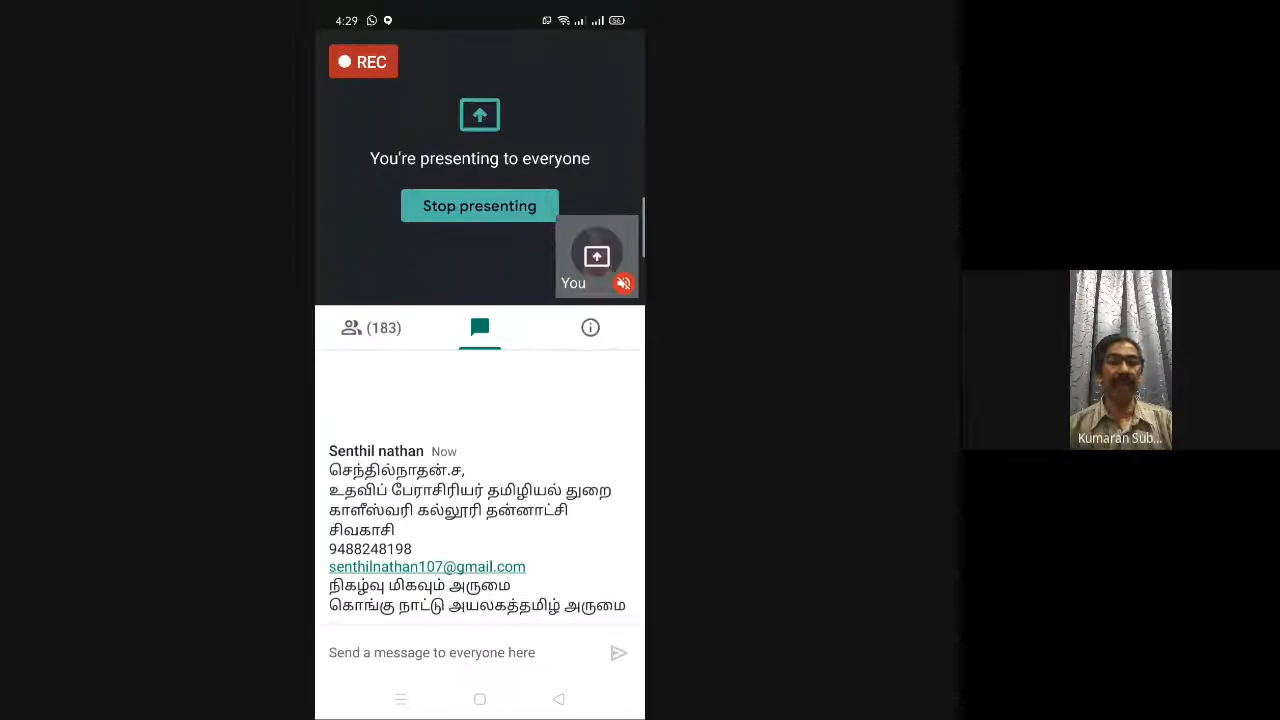 4:29
REC
You're presenting to everyone
Stop presenting
You
(183)
Senthil nathan Now
செந்தில்நாதன்.ச,
உதவிப் பேராசிரியர் தமிழியல் துறை
காளீஸ்வரி கல்லூரி தன்னாட்சி
சிவகாசி
9488248198
senthilnathan107@gmail.com
நிகழ்வு மிகவும் அருமை
கொங்கு நாட்டு அயலகத்தமிழ் அருமை
Send a message to everyone here
Kumaran Sub...